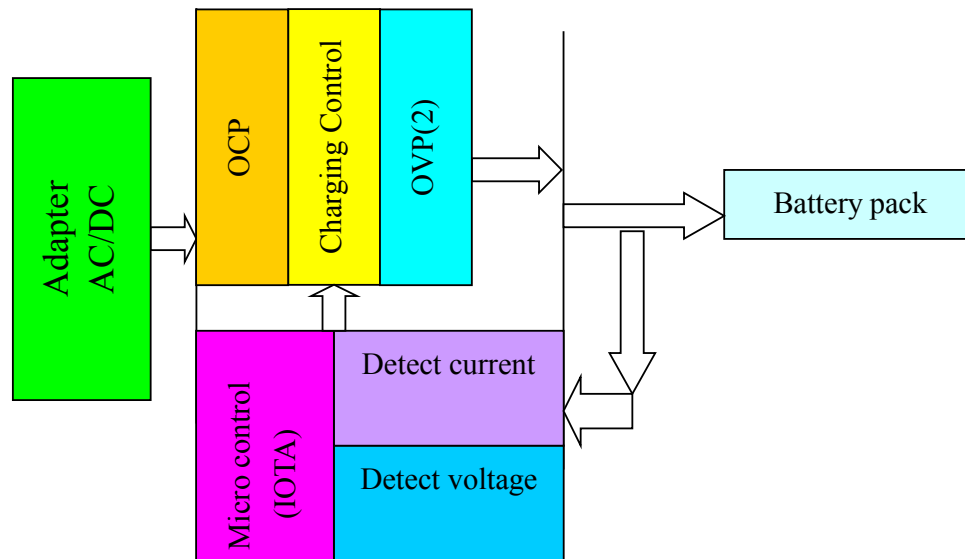 Adapter
AC/DC
OCP
Charging Control
OVP(2)
Battery pack
Micro control
(IOTA)
Detect current
Detect voltage